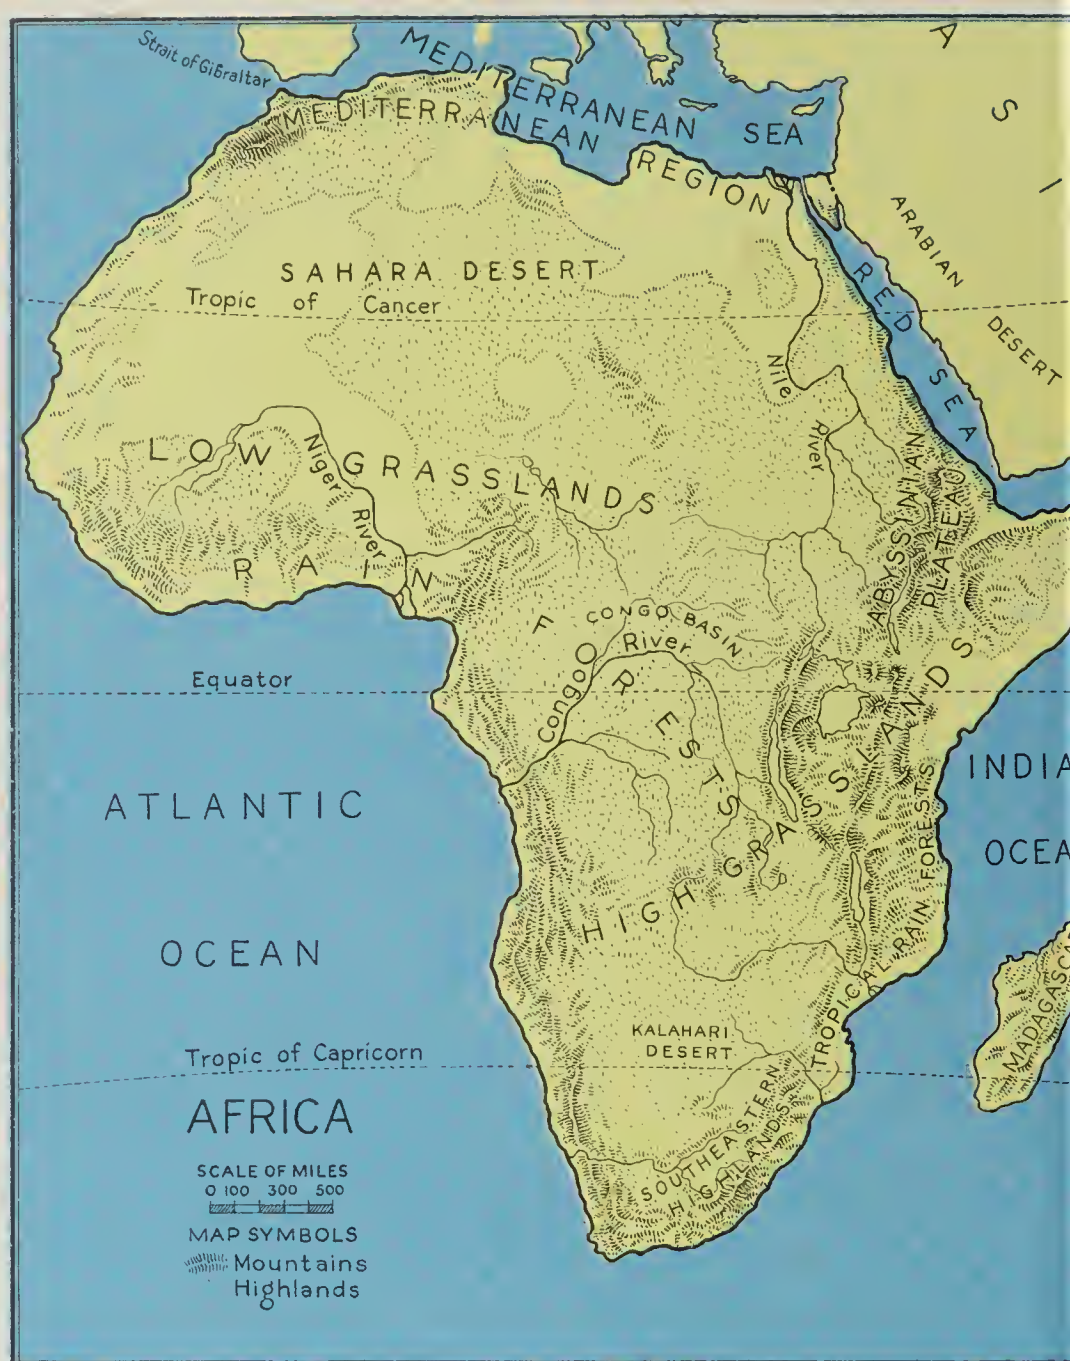 Strait of Gibraltar
MEDITERRANEAN SEA
ASI
MEDITERRANEAN REGION
ARABIAN
DESERT
RED SEA
SAHARA DESERT
Tropic of Cancer
Nile
River
LOW GRASSLANDS
Niger
River
ABYSSINIAN
PLATEAU
RAIN FORESTS
CONGO BASIN
Congo River
Equator
HIGH GRASSLANDS
INDIA
OCEA
ATLANTIC
OCEAN
TROPICAL RAIN FORESTS
MADAGASCA
KALAHARI
DESERT
Tropic of Capricorn
SOUTHEASTERN
HIGHLANDS
AFRICA
SCALE OF MILES
0 100 300 500
MAP SYMBOLS
Mountains
Highlands